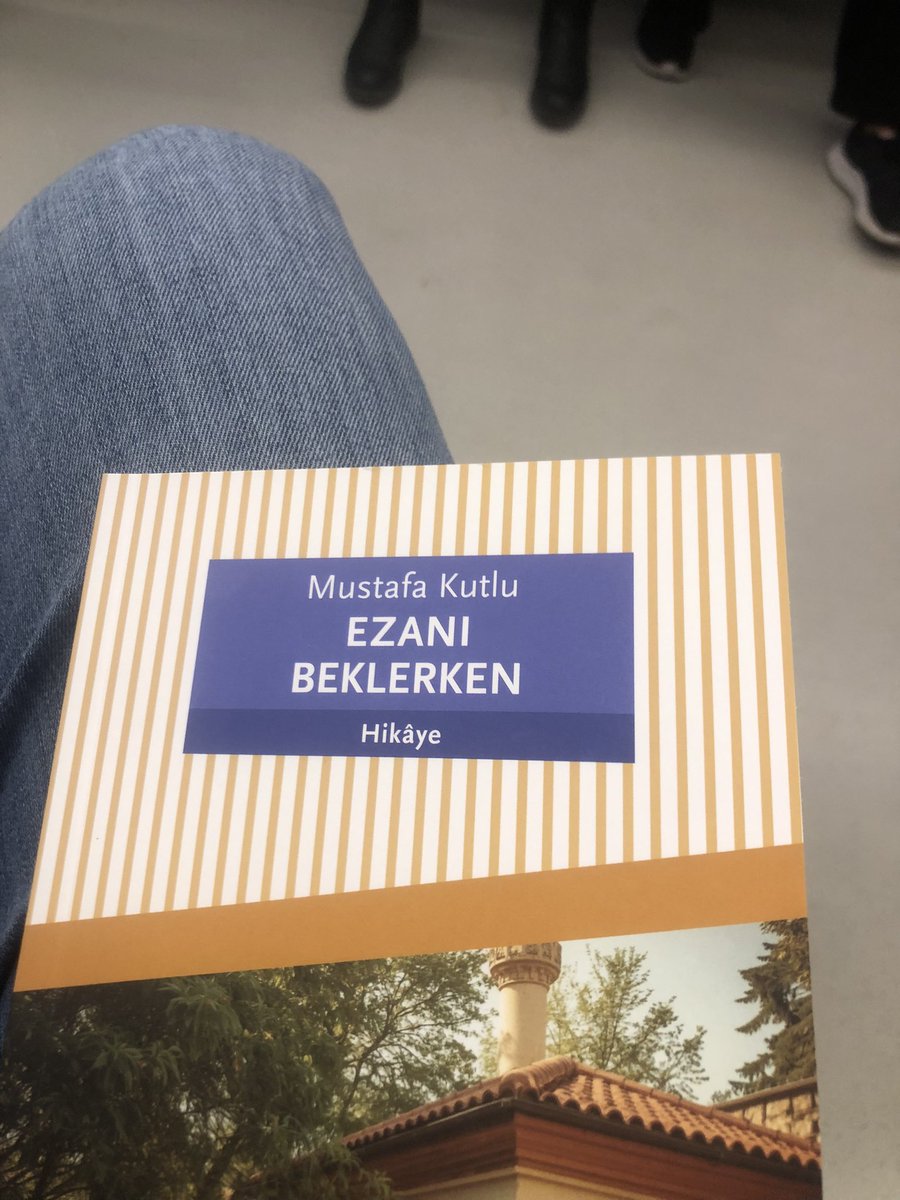 Mustafa Kutlu
EZANI
BEKLERKEN
Hikâye